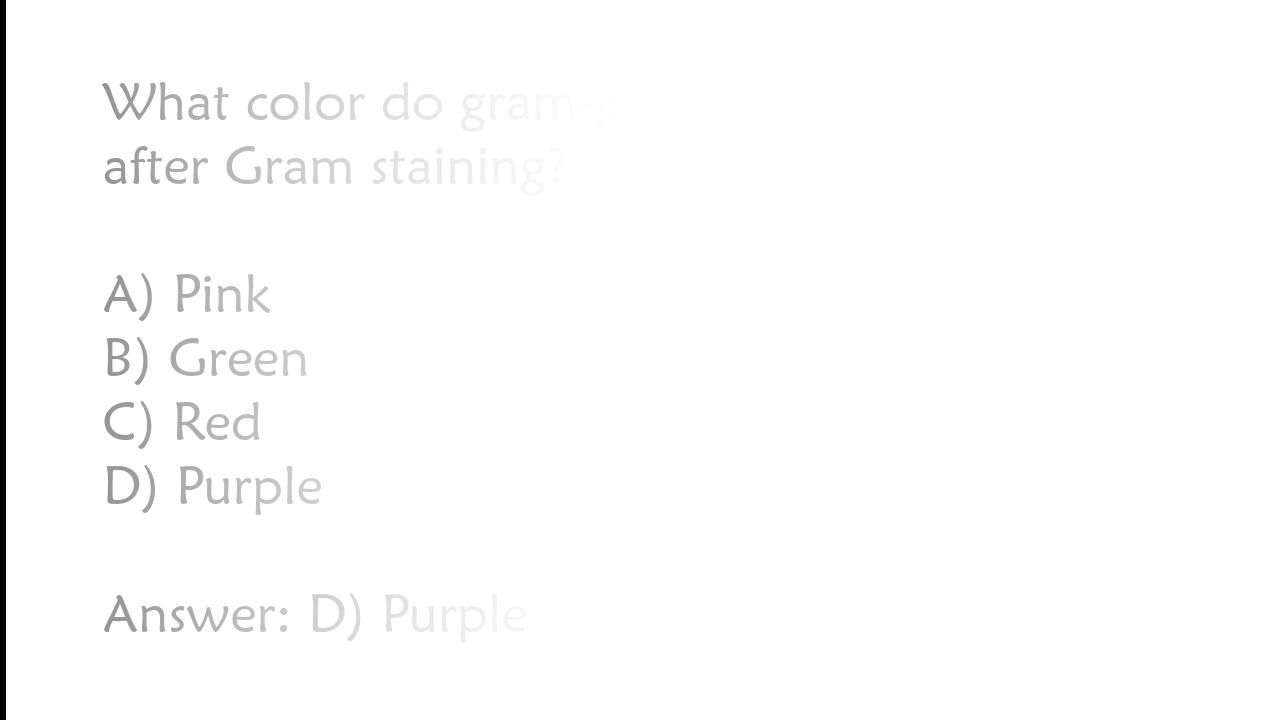 What color do gram-p
after Gram staining?
A) Pink
B) Green
C) Red
D) Purple
Answer: D) Purple